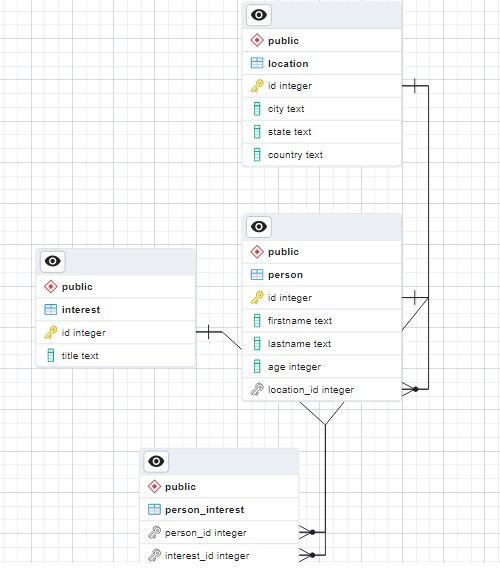 public
location
id integer
city text
state text
country text
public
person
id integer
firstname text
lastname text
age integer
location_id integer
public
interest
id integer
title text
public
person_interest
person_id integer
interest_id integer